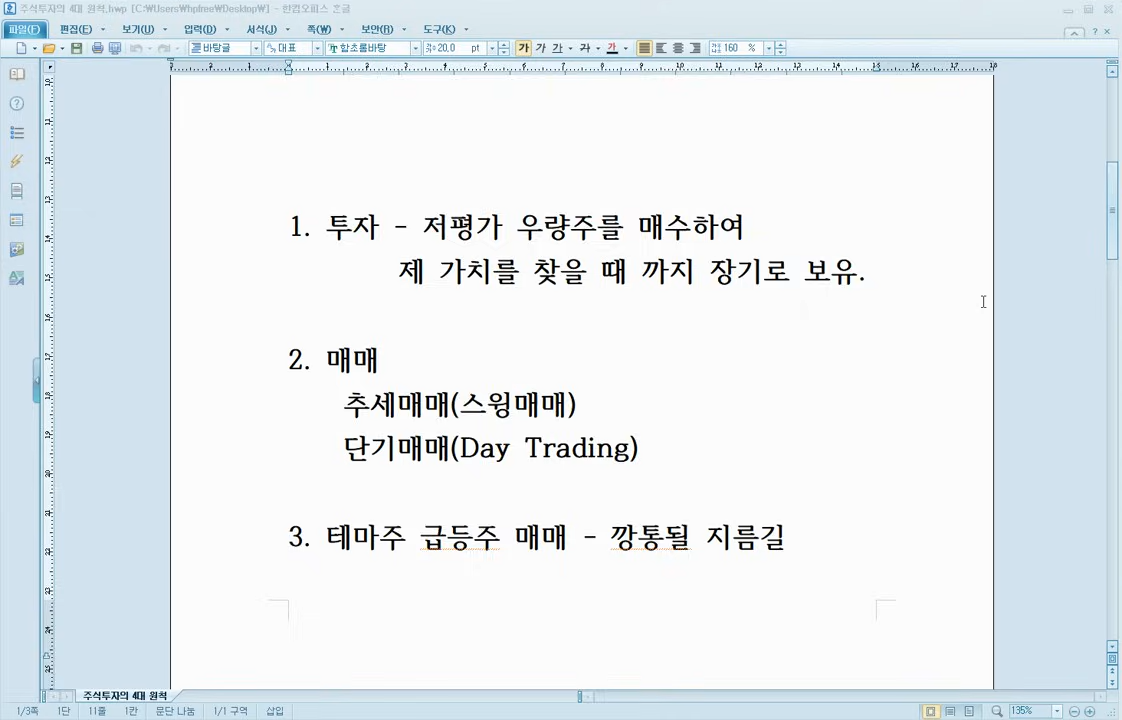 주식투자의 4대 원칙.hwp [C:₩Users₩hpfree₩Desktop₩] - 한컴오피스 한글
파일(F) 편집(E) 보기(U) 입력(D) 서식(J) 쪽(W) 보안(R) 도구(K)
바탕글 대표 함초롬바탕 20.0 pt 가 가 가 가 가 160 %
1. 투자 - 저평가 우량주를 매수하여
제 가치를 찾을 때 까지 장기로 보유.
2. 매매
추세매매(스윙매매)
단기매매(Day Trading)
3. 테마주 급등주 매매 - 깡통될 지름길
주식투자의 4대 원칙
1/3쪽 1단 11줄 1칸 문단 나눔 1/1 구역 삽입 135%